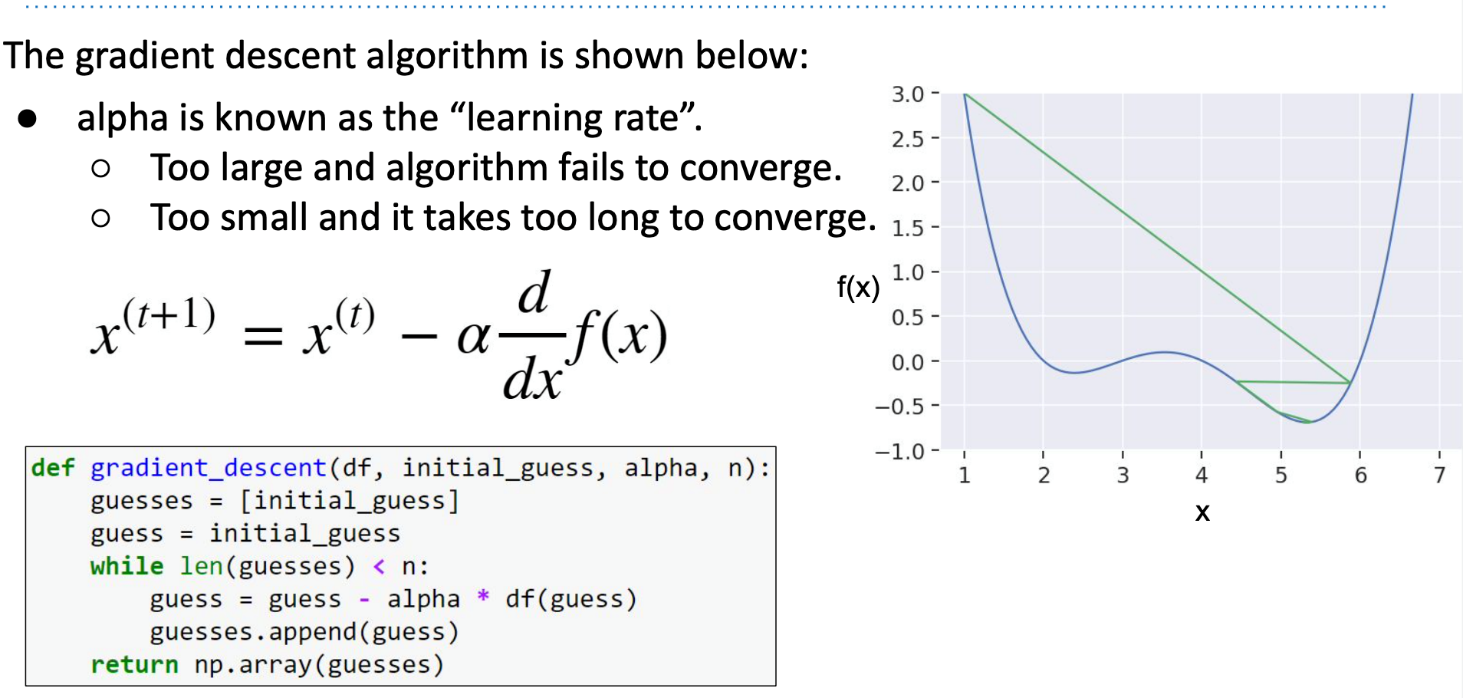 The gradient descent algorithm is shown below:
● alpha is known as the “learning rate”.
○ Too large and algorithm fails to converge.
○ Too small and it takes too long to converge.
x^(t+1) = x^(t) − α d/dx f(x)
def gradient_descent(df, initial_guess, alpha, n):
    guesses = [initial_guess]
    guess = initial_guess
    while len(guesses) < n:
        guess = guess - alpha * df(guess)
        guesses.append(guess)
    return np.array(guesses)
3.0
2.5
2.0
1.5
1.0
0.5
0.0
−0.5
−1.0
f(x)
1 2 3 4 5 6 7
x